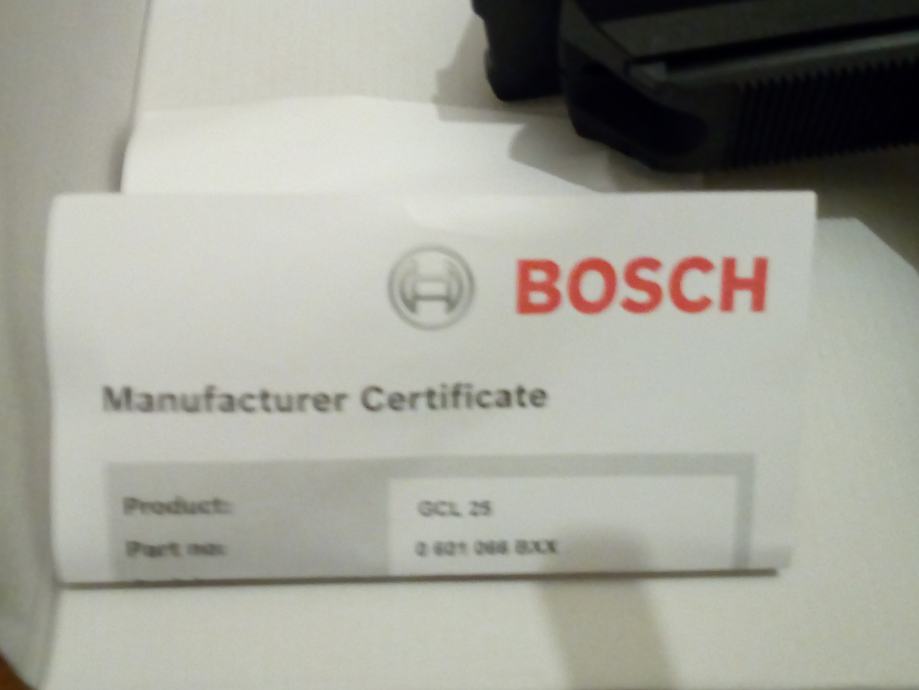 BOSCH
Manufacturer Certificate
Product: GCL 25
Part no: 0 601 066 BXX